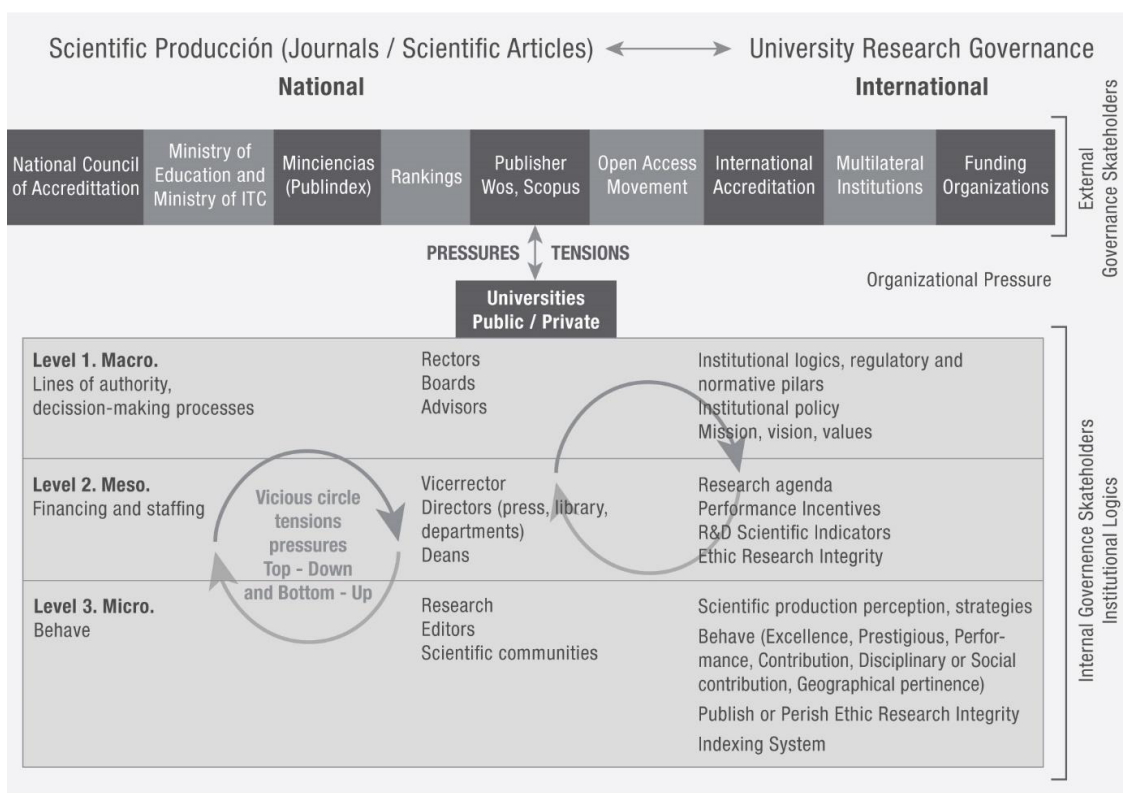 Scientific Producción (Journals / Scientific Articles)
University Research Governance
National
International
National Council
of Accredittation
Ministry of
Education and
Ministry of ITC
Minciencias
(Publindex)
Rankings
Publisher
Wos, Scopus
Open Access
Movement
International
Accreditation
Multilateral
Institutions
Funding
Organizations
External
Governance Skateholders
PRESSURES
TENSIONS
Organizational Pressure
Universities
Public / Private
Level 1. Macro.
Lines of authority,
decission-making processes
Rectors
Boards
Advisors
Institutional logics, regulatory and
normative pilars
Institutional policy
Mission, vision, values
Level 2. Meso.
Financing and staffing
Vicious circle
tensions
pressures
Top - Down
and Bottom - Up
Vicerrector
Directors (press, library,
departments)
Deans
Research agenda
Performance Incentives
R&D Scientific Indicators
Ethic Research Integrity
Level 3. Micro.
Behave
Research
Editors
Scientific communities
Scientific production perception, strategies
Behave (Excellence, Prestigious, Perfor-
mance, Contribution, Disciplinary or Social
contribution, Geographical pertinence)
Publish or Perish Ethic Research Integrity
Indexing System
Internal Governence Skateholders
Institutional Logics